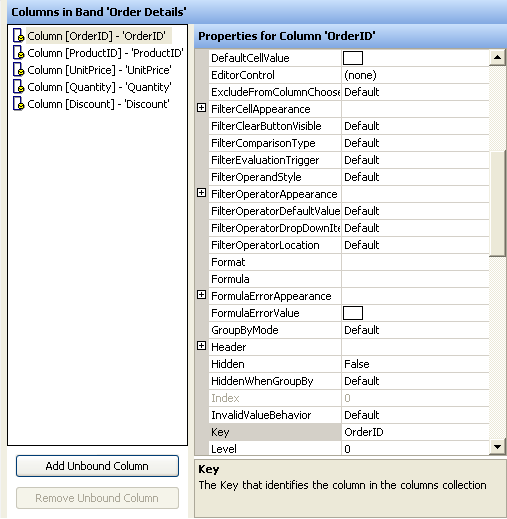 Columns in Band 'Order Details'
Column [OrderID] - 'OrderID'
Column [ProductID] - 'ProductID'
Column [UnitPrice] - 'UnitPrice'
Column [Quantity] - 'Quantity'
Column [Discount] - 'Discount'
Add Unbound Column
Remove Unbound Column
Properties for Column 'OrderID'
DefaultCellValue
EditorControl (none)
ExcludeFromColumnChoose Default
FilterCellAppearance
FilterClearButtonVisible Default
FilterComparisonType Default
FilterEvaluationTrigger Default
FilterOperandStyle Default
FilterOperatorAppearance
FilterOperatorDefaultValue Default
FilterOperatorDropDownIte Default
FilterOperatorLocation Default
Format
Formula
FormulaErrorAppearance
FormulaErrorValue
GroupByMode Default
Header
Hidden False
HiddenWhenGroupBy Default
Index 0
InvalidValueBehavior Default
Key OrderID
Level 0
Key
The Key that identifies the column in the columns collection